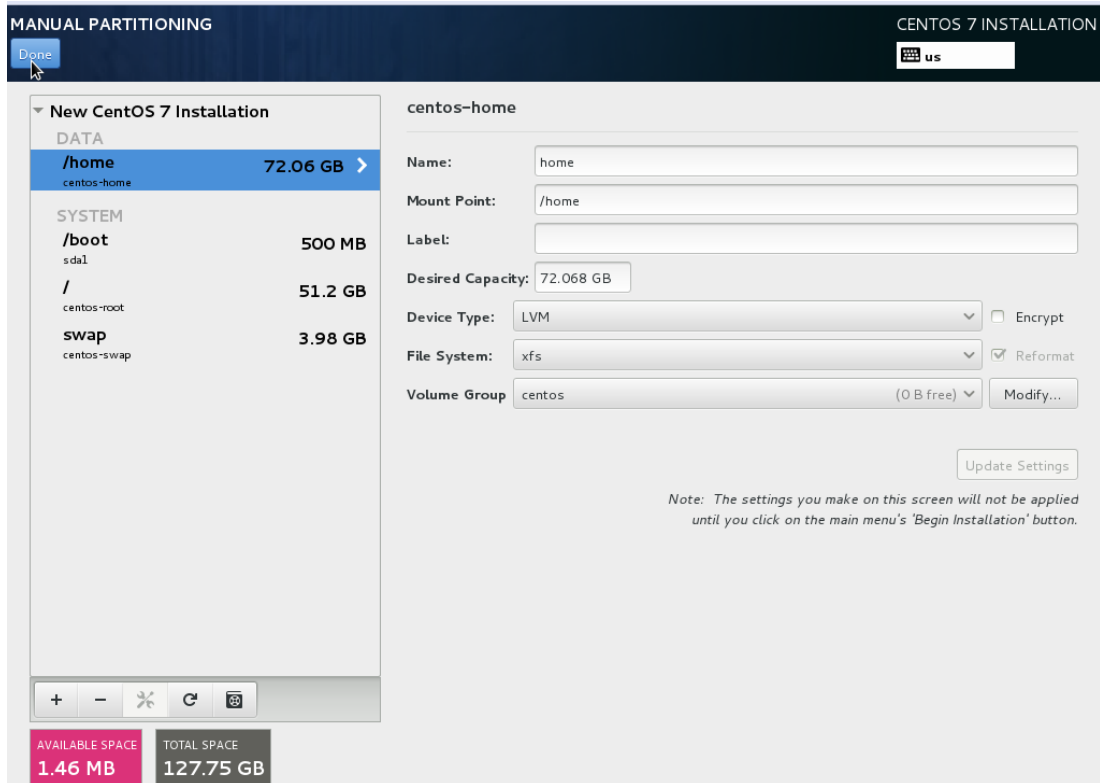 MANUAL PARTITIONING
CENTOS 7 INSTALLATION
Done
us
New CentOS 7 Installation
DATA
/home 72.06 GB
centos-home
SYSTEM
/boot 500 MB
sda1
/ 51.2 GB
centos-root
swap 3.98 GB
centos-swap
centos-home
Name: home
Mount Point: /home
Label:
Desired Capacity: 72.068 GB
Device Type: LVM Encrypt
File System: xfs Reformat
Volume Group centos (0 B free) Modify...
Update Settings
Note: The settings you make on this screen will not be applied
until you click on the main menu's 'Begin Installation' button.
AVAILABLE SPACE
1.46 MB
TOTAL SPACE
127.75 GB